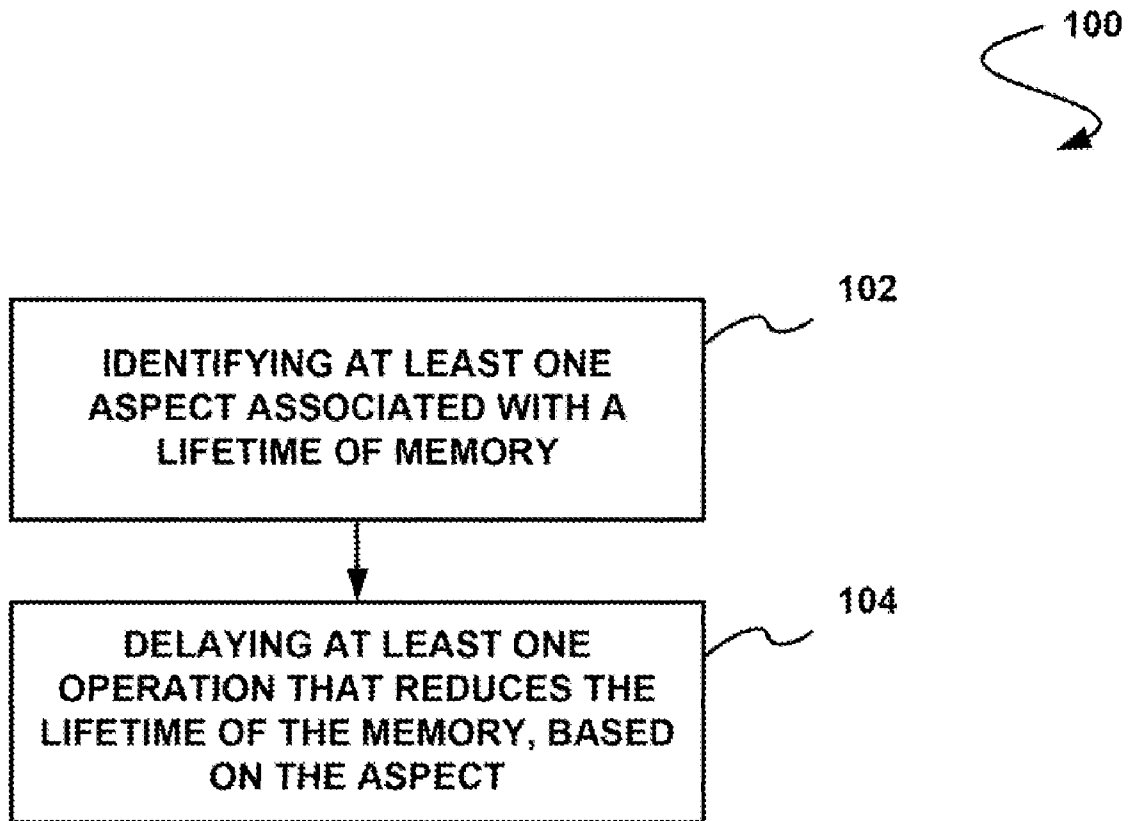 100
102
IDENTIFYING AT LEAST ONE
ASPECT ASSOCIATED WITH A
LIFETIME OF MEMORY
104
DELAYING AT LEAST ONE
OPERATION THAT REDUCES THE
LIFETIME OF THE MEMORY, BASED
ON THE ASPECT